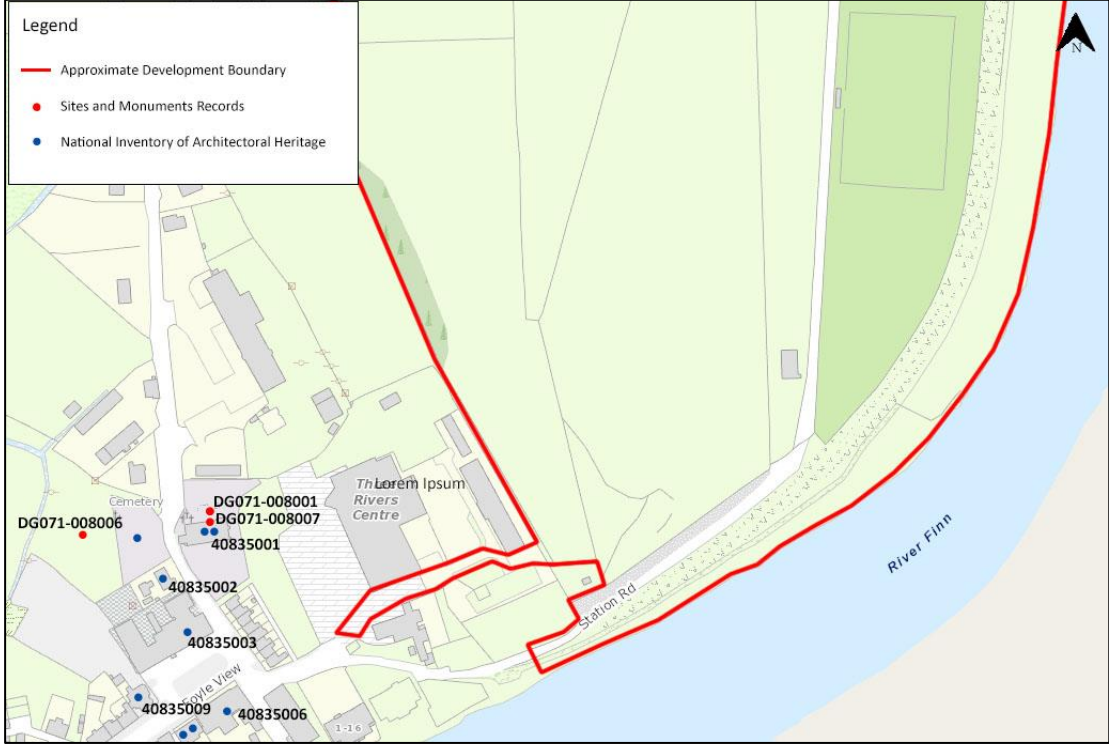 Legend
Approximate Development Boundary
Sites and Monuments Records
National Inventory of Architectural Heritage
N
Cemetery
DG071-008001
DG071-008007
DG071-008006
40835001
40835002
40835003
40835009
40835006
Lorem Ipsum
Rivers
Centre
Foyle View
1-16
Station Rd
River Finn